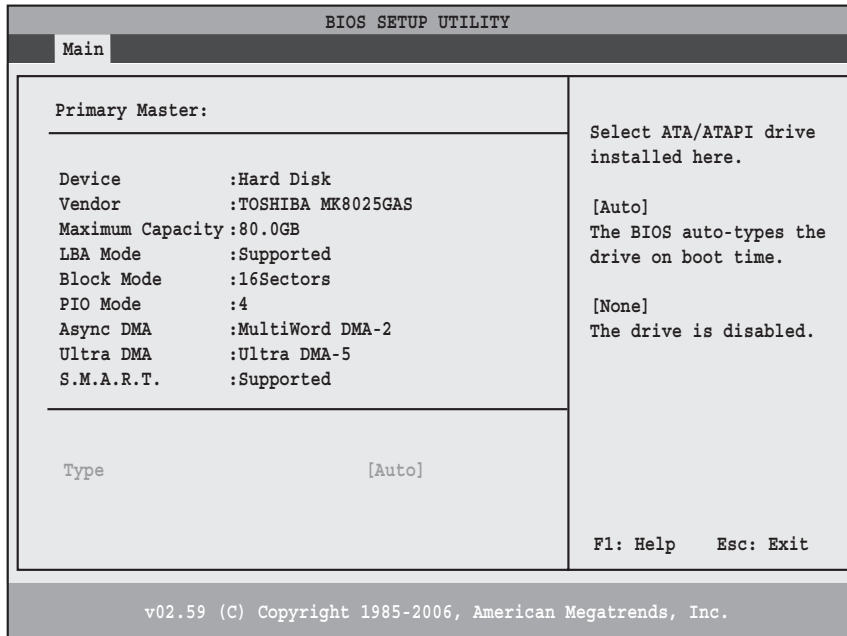 BIOS SETUP UTILITY
Main
Primary Master:
Device :Hard Disk
Vendor :TOSHIBA MK8025GAS
Maximum Capacity :80.0GB
LBA Mode :Supported
Block Mode :16Sectors
PIO Mode :4
Async DMA :MultiWord DMA-2
Ultra DMA :Ultra DMA-5
S.M.A.R.T. :Supported
Type [Auto]
Select ATA/ATAPI drive
installed here.
[Auto]
The BIOS auto-types the
drive on boot time.
[None]
The drive is disabled.
F1: Help Esc: Exit
v02.59 (C) Copyright 1985-2006, American Megatrends, Inc.